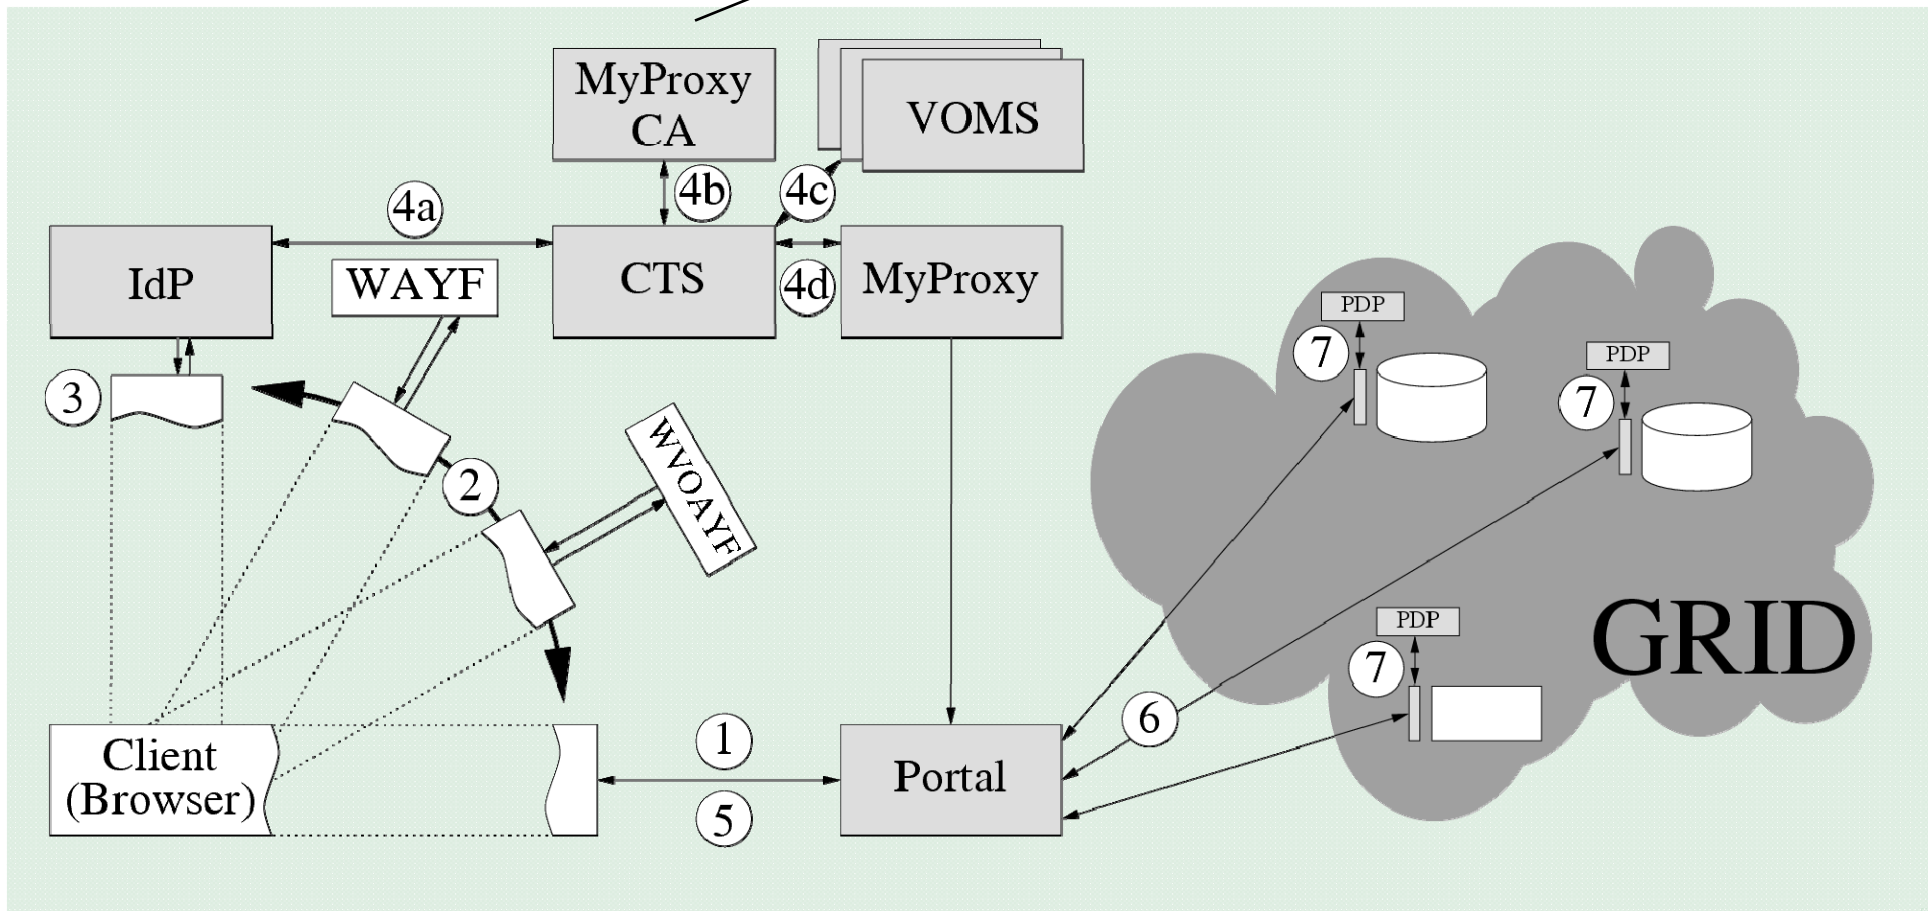 MyProxy
CA
VOMS
4b
4c
4a
IdP
WAYF
CTS
4d
MyProxy
PDP
7
PDP
7
3
2
WVOAYF
GRID
PDP
7
6
Client
(Browser)
1
5
Portal